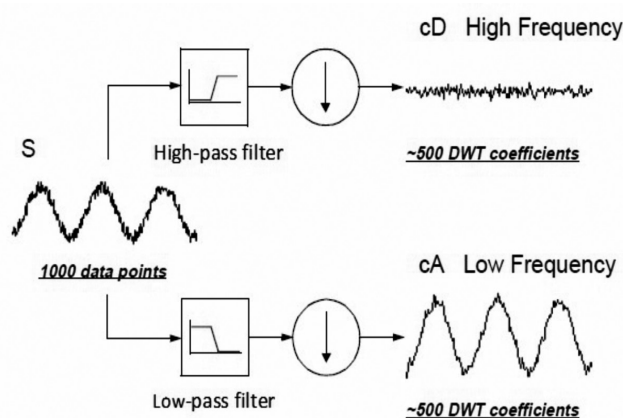 cD High Frequency
High-pass filter
~500 DWT coefficients
S
1000 data points
cA Low Frequency
Low-pass filter
~500 DWT coefficients